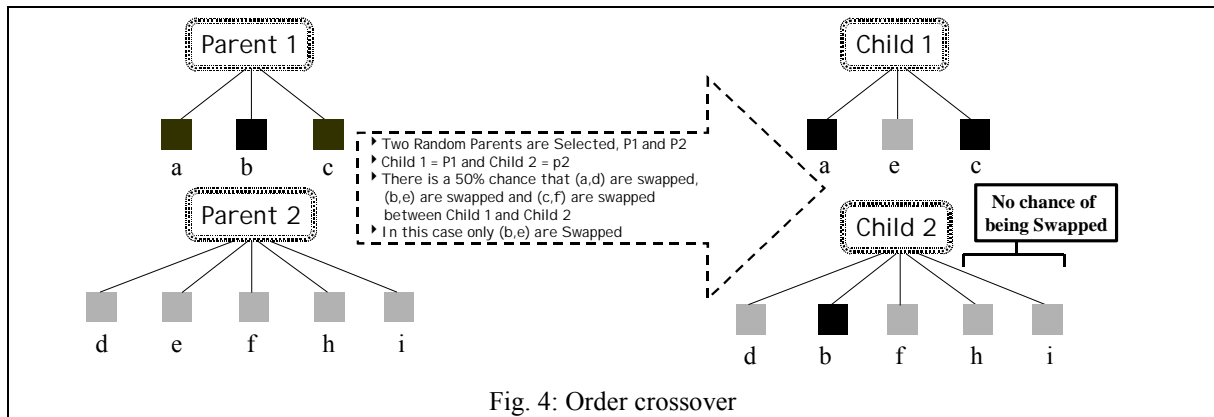 Parent 1
a b c
Parent 2
d e f h i
Two Random Parents are Selected, P1 and P2
Child 1 = P1 and Child 2 = p2
There is a 50% chance that (a,d) are swapped,
(b,e) are swapped and (c,f) are swapped
between Child 1 and Child 2
In this case only (b,e) are Swapped
Child 1
a e c
No chance of
being Swapped
Child 2
d b f h i
Fig. 4: Order crossover